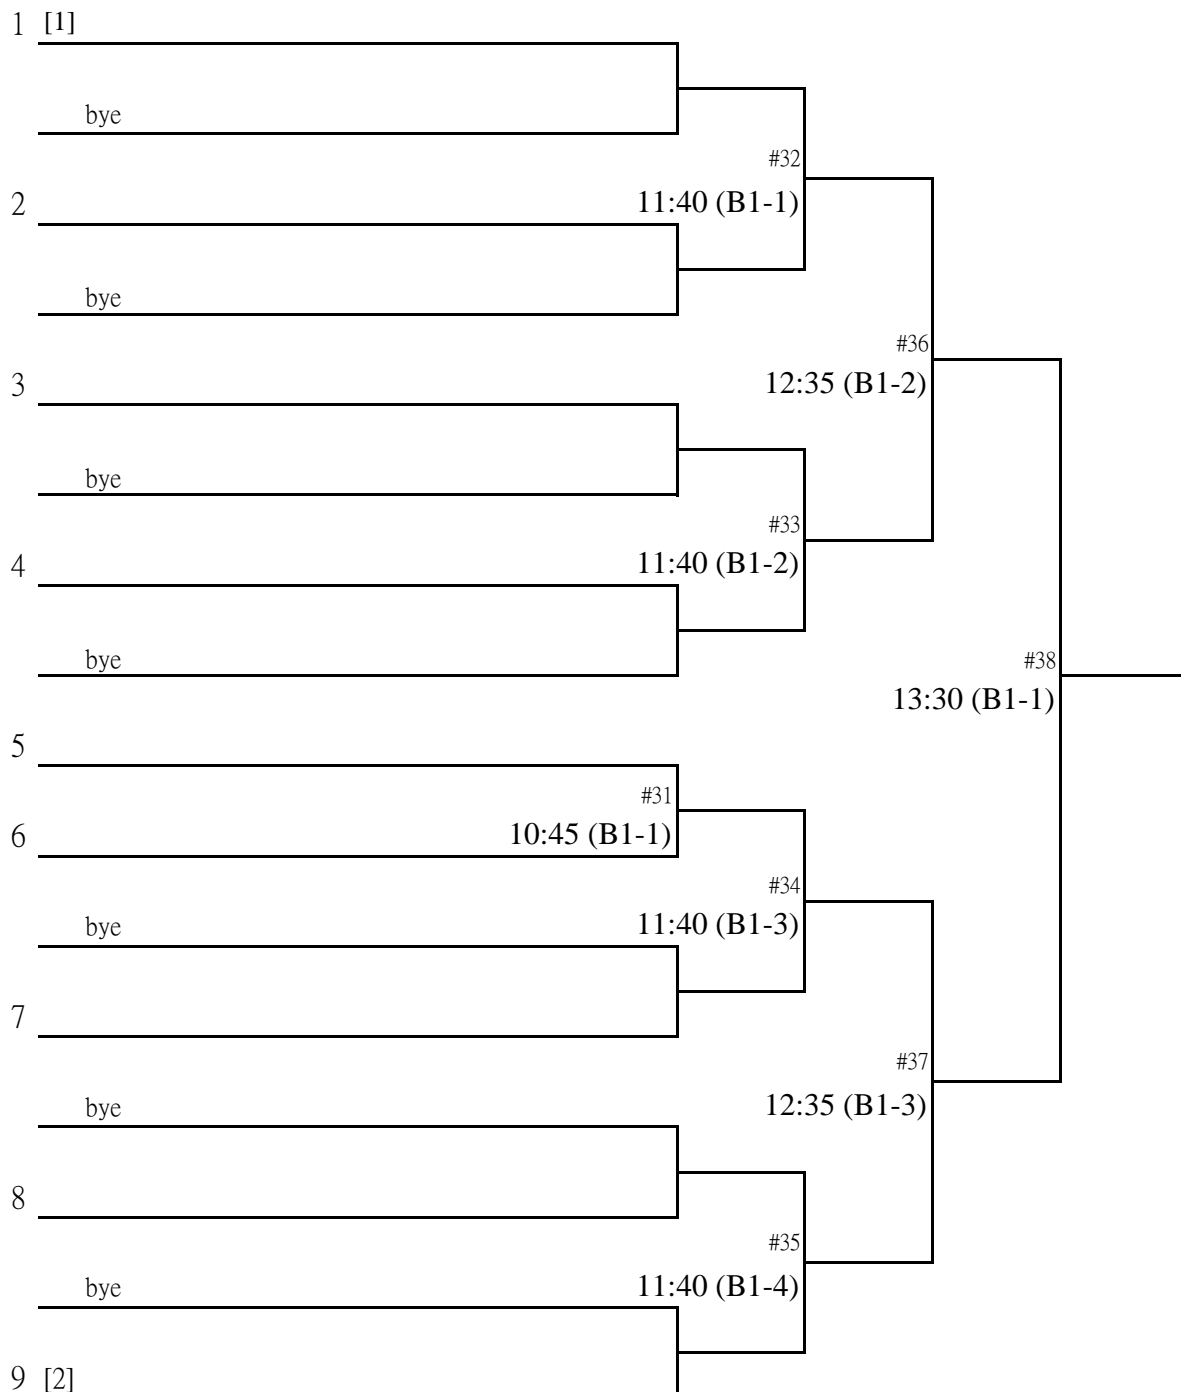 1 [1]
bye
#32
2
11:40 (B1-1)
bye
#36
3
12:35 (B1-2)
bye
#33
4
11:40 (B1-2)
bye
#38
13:30 (B1-1)
5
#31
6
10:45 (B1-1)
#34
bye
11:40 (B1-3)
7
#37
bye
12:35 (B1-3)
8
#35
bye
11:40 (B1-4)
9 [2]